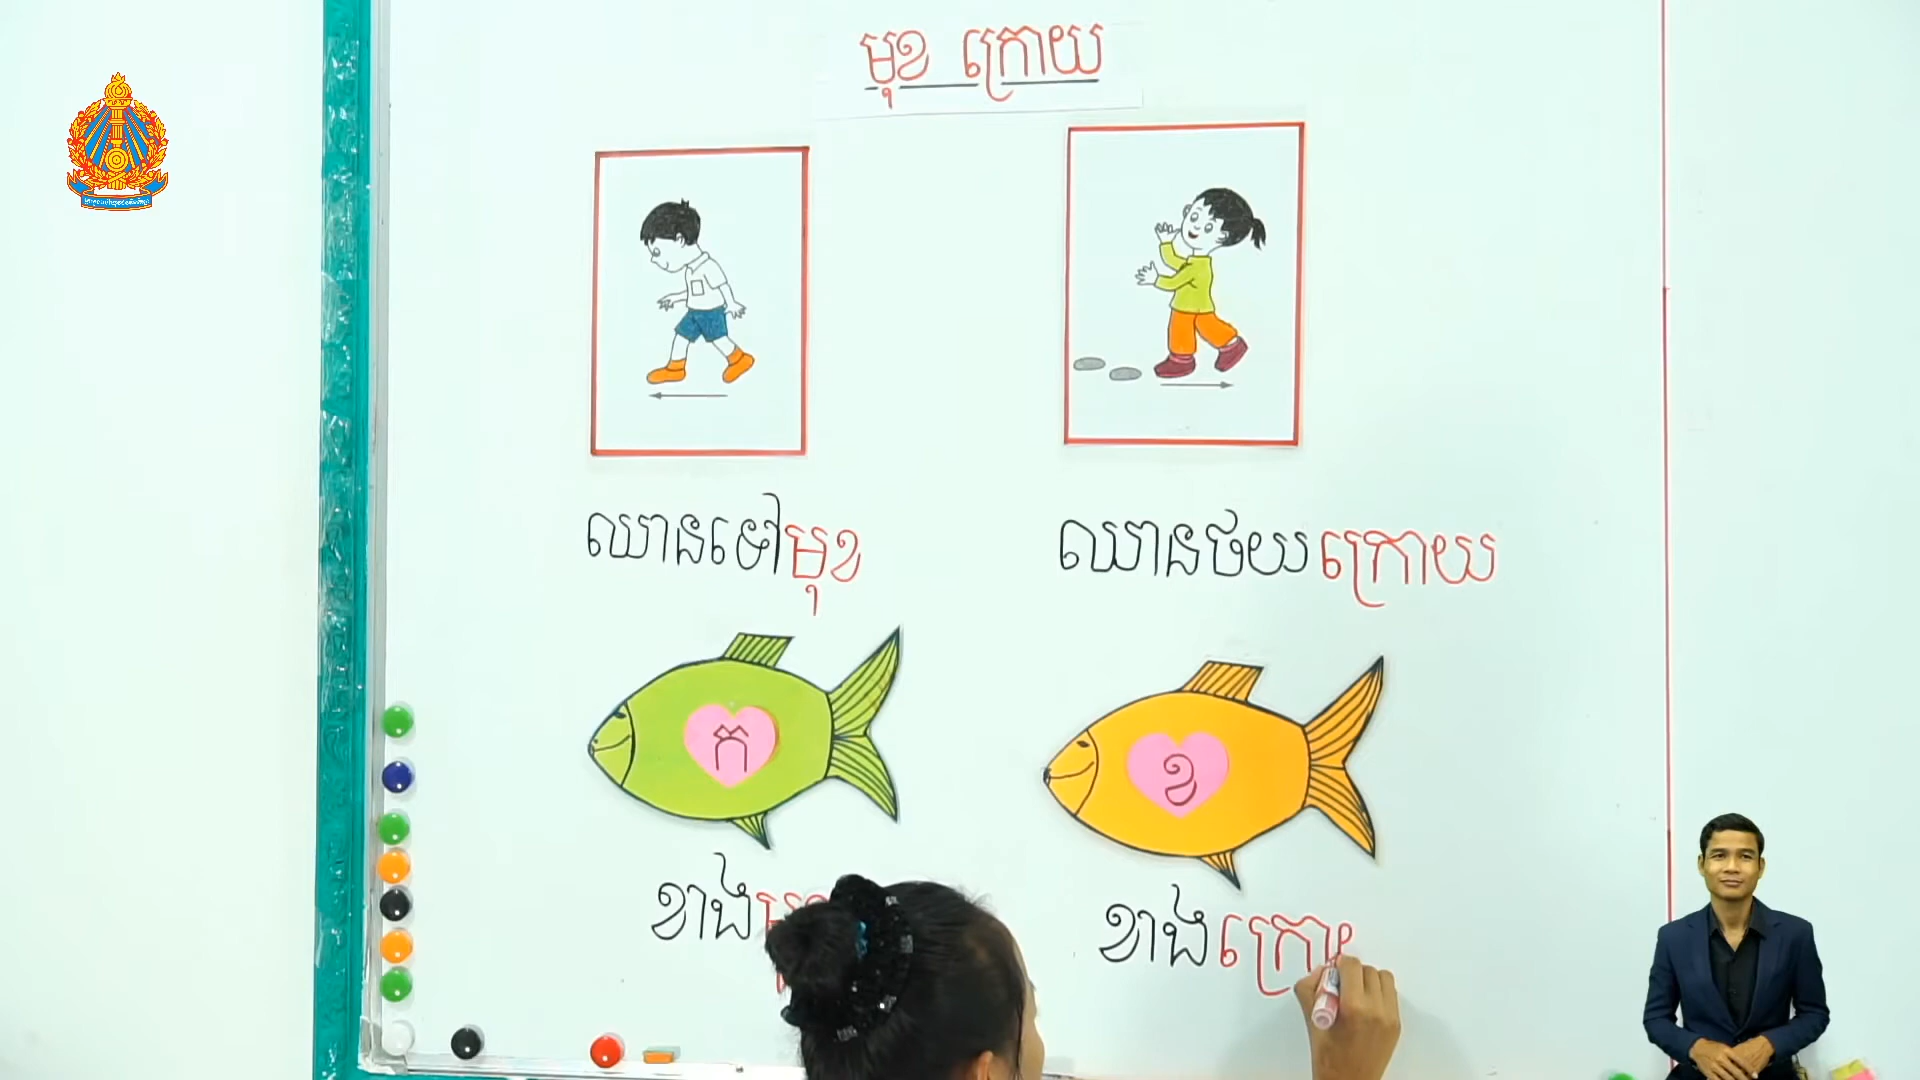 មុខ ក្រោយ
ឈានទៅមុខ
ឈានថយក្រោយ
ក
ខ
ខាង
ខាងក្រោ